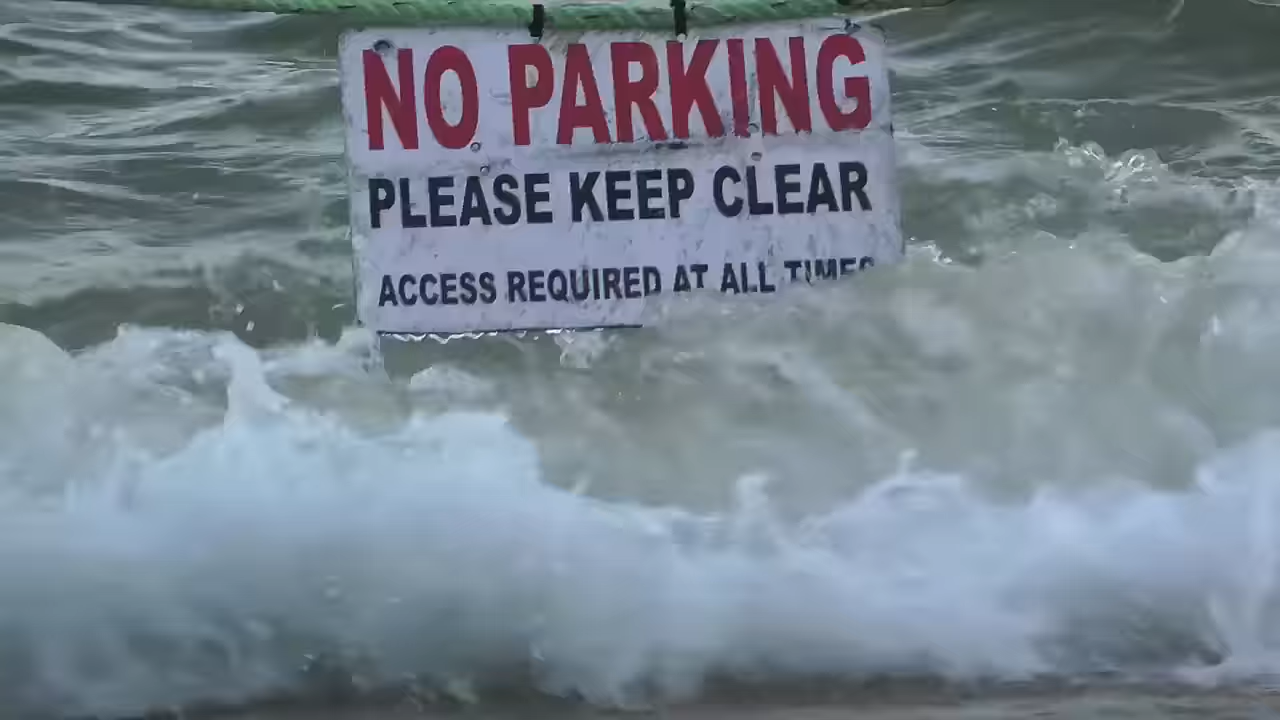 NO PARKING
PLEASE KEEP CLEAR
ACCESS REQUIRED AT ALL TIMES